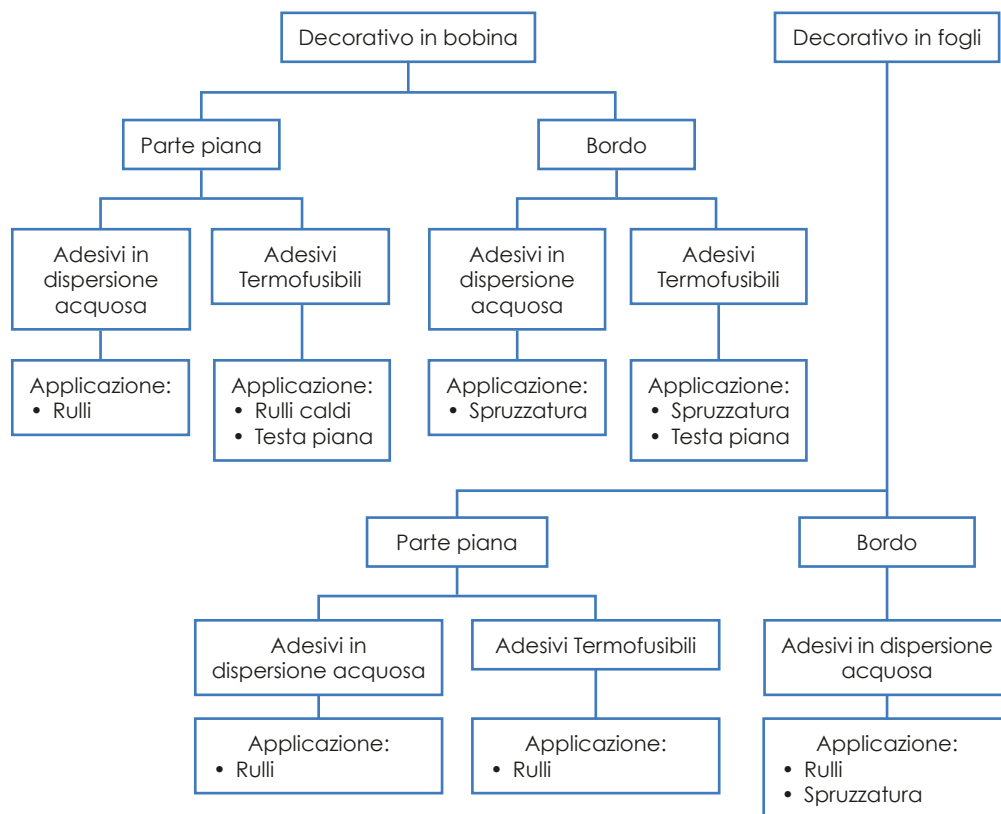 Decorativo in bobina
Decorativo in fogli
Parte piana
Bordo
Adesivi in
dispersione
acquosa
Adesivi
Termofusibili
Adesivi in
dispersione
acquosa
Adesivi
Termofusibili
Applicazione:
• Rulli
Applicazione:
• Rulli caldi
• Testa piana
Applicazione:
• Spruzzatura
Applicazione:
• Spruzzatura
• Testa piana
Parte piana
Bordo
Adesivi in
dispersione acquosa
Adesivi Termofusibili
Adesivi in dispersione
acquosa
Applicazione:
• Rulli
Applicazione:
• Rulli
Applicazione:
• Rulli
• Spruzzatura